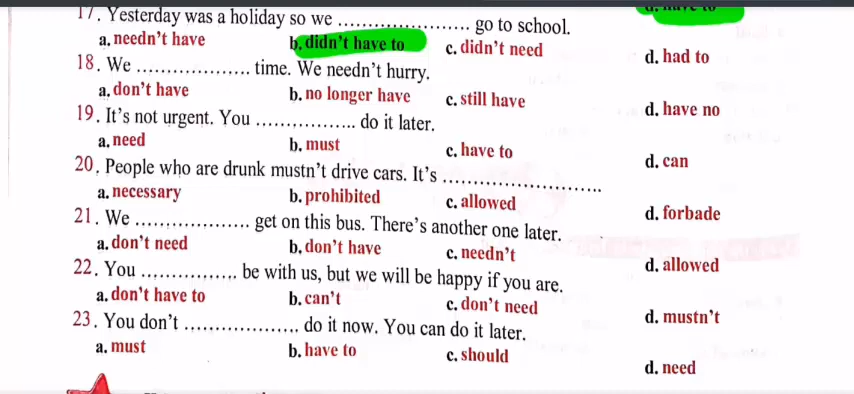 17. Yesterday was a holiday so we ........................ go to school.
a. needn't have b. didn't have to c. didn't need d. had to
18. We .................... time. We needn't hurry.
a. don't have b. no longer have c. still have d. have no
19. It's not urgent. You .................. do it later.
a. need b. must c. have to d. can
20. People who are drunk mustn't drive cars. It's ............................
a. necessary b. prohibited c. allowed d. forbade
21. We .................... get on this bus. There's another one later.
a. don't need b. don't have c. needn't d. allowed
22. You ................. be with us, but we will be happy if you are.
a. don't have to b. can't c. don't need d. mustn't
23. You don't .................... do it now. You can do it later.
a. must b. have to c. should d. need